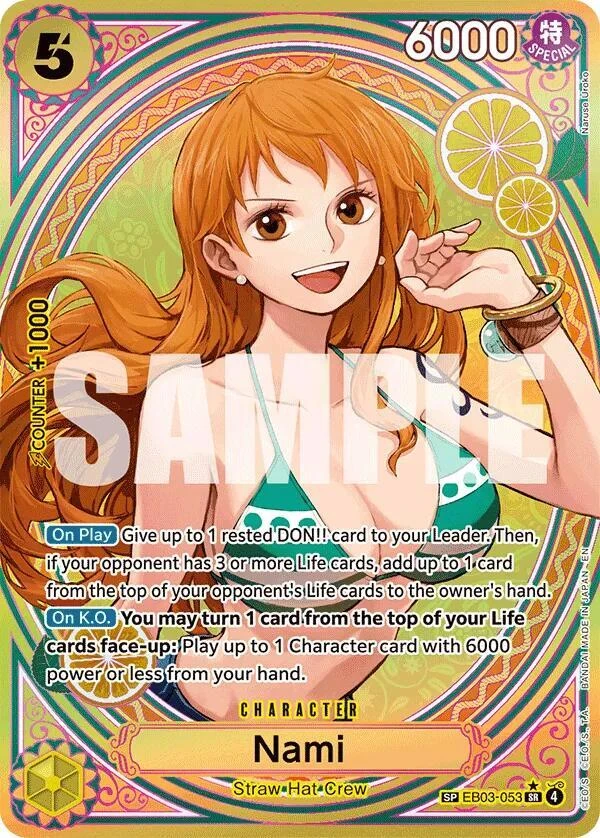 5
6000
特
SPECIAL
Naruse Uroko
COUNTER +1000
SAMPLE
On Play Give up to 1 rested DON!! card to your Leader. Then,
if your opponent has 3 or more Life cards, add up to 1 card
from the top of your opponent's Life cards to the owner's hand.
On K.O. You may turn 1 card from the top of your Life
cards face-up: Play up to 1 Character card with 6000
power or less from your hand.
CHARACTER
Nami
Straw Hat Crew
SP EB03-053 SR 4
BANDAI MADE IN JAPAN EN